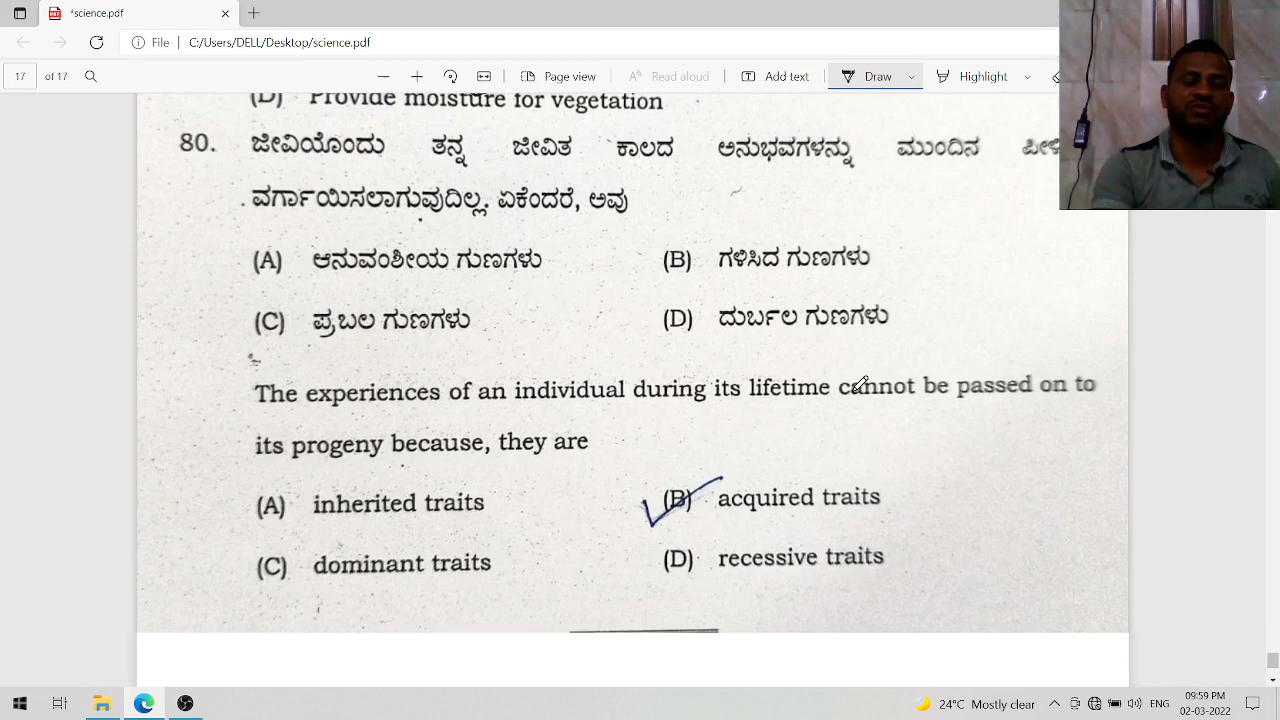 *science.pdf
File C:/Users/DELL/Desktop/science.pdf
17 of 17 Page view Read aloud Add text Draw Highlight
(D) Provide moisture for vegetation
80. ಜೀವಿಯೊಂದು ತನ್ನ ಜೀವಿತ ಕಾಲದ ಅನುಭವಗಳನ್ನು ಮುಂದಿನ
ವರ್ಗಾಯಿಸಲಾಗುವುದಿಲ್ಲ. ಏಕೆಂದರೆ, ಅವು
(A) ಆನುವಂಶೀಯ ಗುಣಗಳು (B) ಗಳಿಸಿದ ಗುಣಗಳು
(C) ಪ್ರಬಲ ಗುಣಗಳು (D) ದುರ್ಬಲ ಗುಣಗಳು
The experiences of an individual during its lifetime cannot be passed on to
its progeny because, they are
(A) inherited traits (B) acquired traits
(C) dominant traits (D) recessive traits
24°C Mostly clear ENG 09:59 PM
02-03-2022